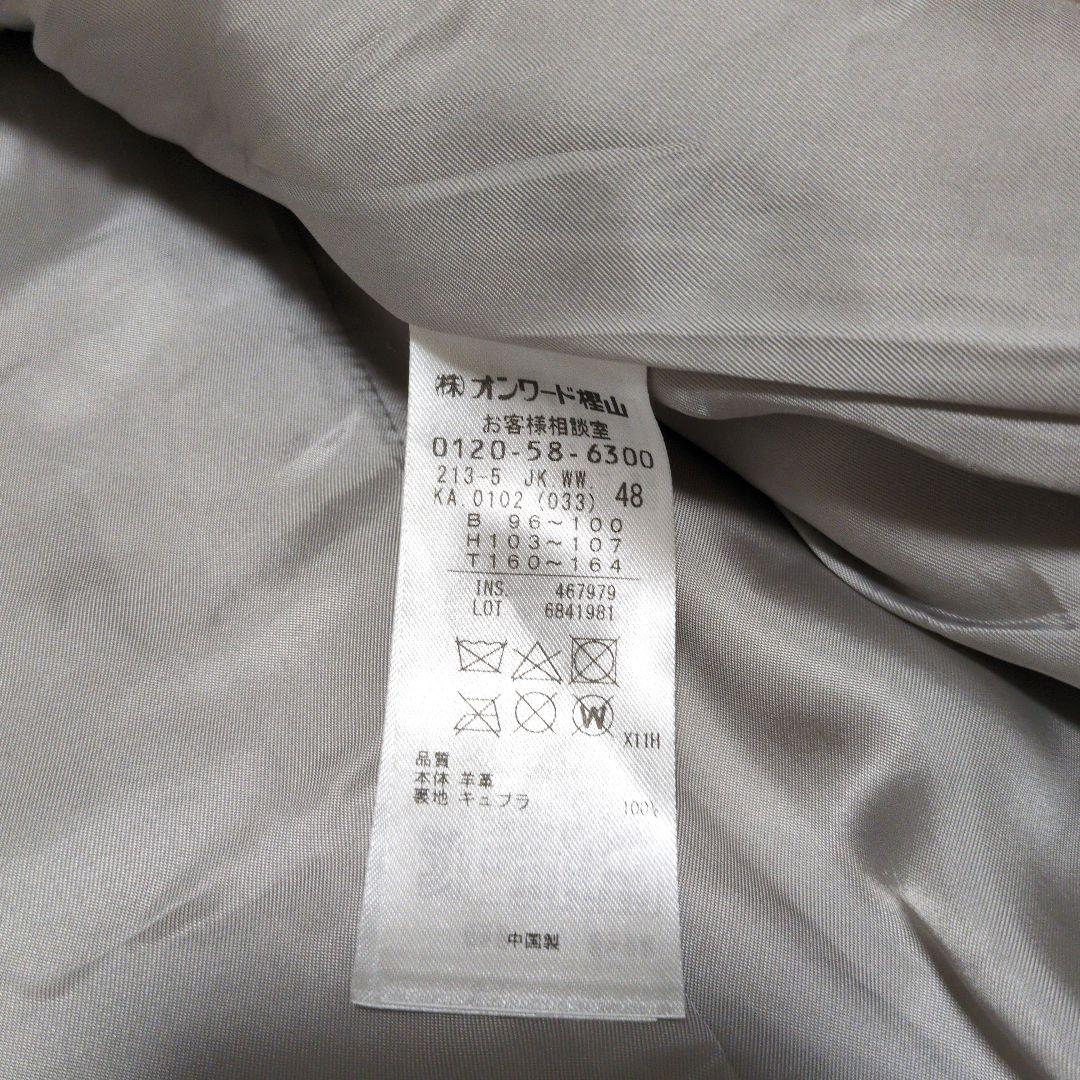 (株)オンワード樫山
お客様相談室
0120-58-6300
213-5 JK WW.
KA 0102 (033) 48
B 96〜100
H103〜107
T160〜164
INS. 467979
LOT 6841981
W
X11H
品質
本体 羊革
裏地 キュプラ 100%
中国製